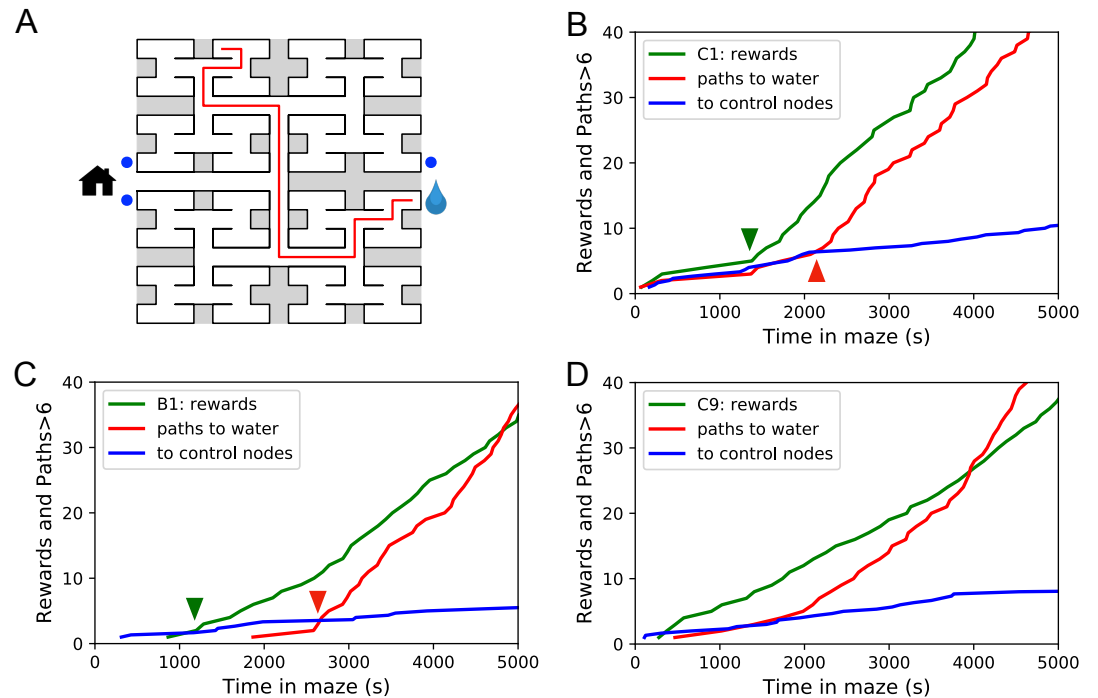 A
B
Rewards and Paths>6
40
30
20
10
0
C1: rewards
paths to water
to control nodes
0 1000 2000 3000 4000 5000
Time in maze (s)
C
Rewards and Paths>6
40
30
20
10
0
B1: rewards
paths to water
to control nodes
0 1000 2000 3000 4000 5000
Time in maze (s)
D
Rewards and Paths>6
40
30
20
10
0
C9: rewards
paths to water
to control nodes
0 1000 2000 3000 4000 5000
Time in maze (s)